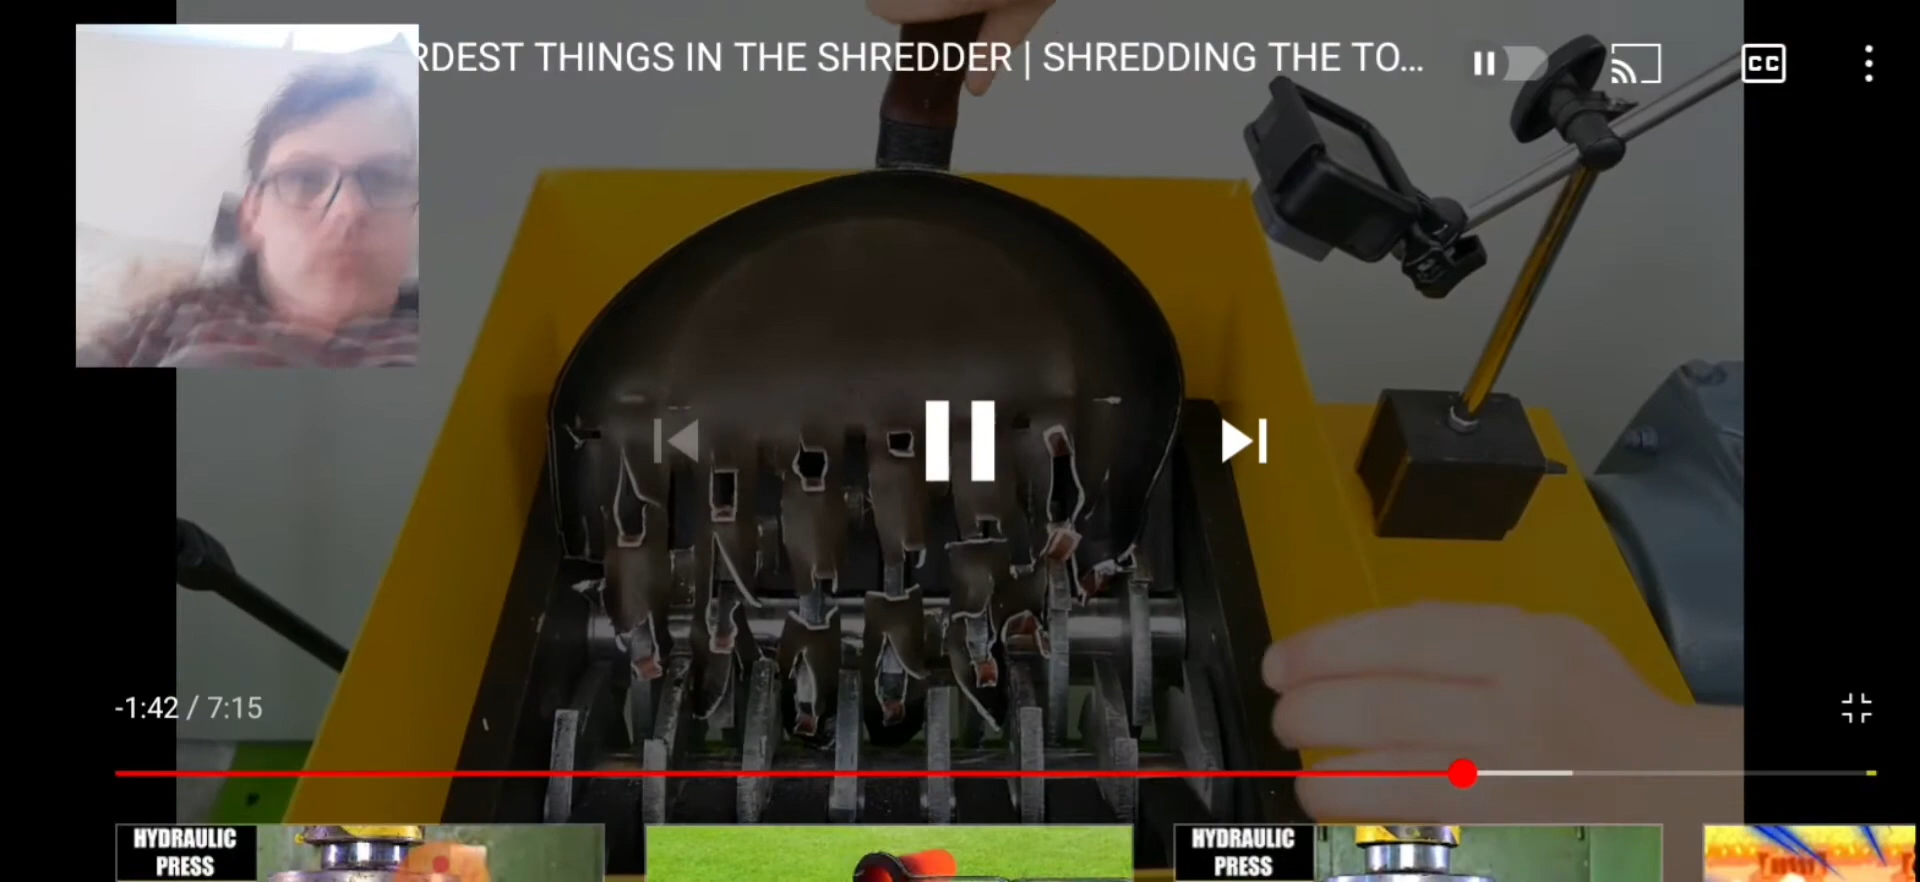 RDEST THINGS IN THE SHREDDER | SHREDDING THE TO...
CC
-1:42 / 7:15
HYDRAULIC
PRESS
HYDRAULIC
PRESS